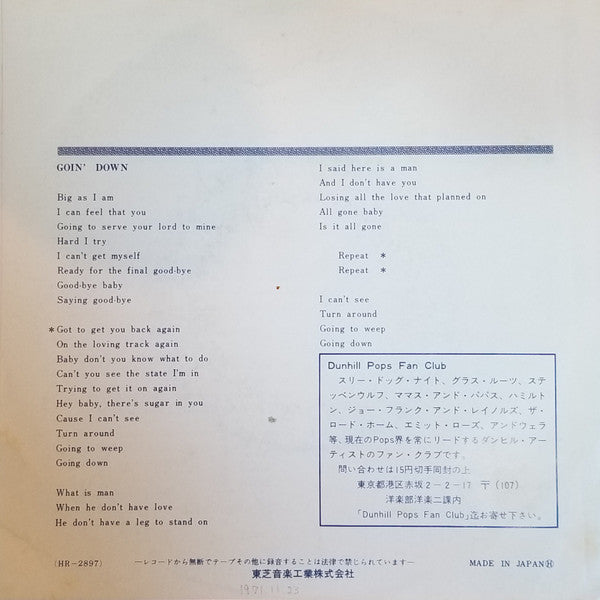 GOIN' DOWN
Big as I am
I can feel that you
Going to serve your lord to mine
Hard I try
I can't get myself
Ready for the final good-bye
Good-bye baby
Saying good-bye
*Got to get you back again
On the loving track again
Baby don't you know what to do
Can't you see the state I'm in
Trying to get it on again
Hey baby, there's sugar in you
Cause I can't see
Turn around
Going to weep
Going down
What is man
When he don't have love
He don't have a leg to stand on
I said here is a man
And I don't have you
Losing all the love that planned on
All gone baby
Is it all gone
Repeat *
Repeat *
I can't see
Turn around
Going to weep
Going down
Dunhill Pops Fan Club
スリー・ドッグ・ナイト、グラス・ルーツ、ステ
ッペンウルフ、ママス・アンド・パパス、ハミルト
ン、ジョー・フランク・アンド・レイノルズ、ザ・
ロード・ホーム、エミット・ローズ、アンドウェラ
等、現在のPops界を常にリードするダンヒル・アー
ティストのファン・クラブです。
問い合わせは15円切手同封の上
東京都港区赤坂2-2-17 〒(107)
洋楽部洋楽二課内
「Dunhill Pops Fan Club」迄お寄せ下さい。
(HR-2897)
―レコードから無断でテープその他に録音することは法律で禁じられています―
MADE IN JAPAN Ⓗ
東芝音楽工業株式会社
1971.11.23